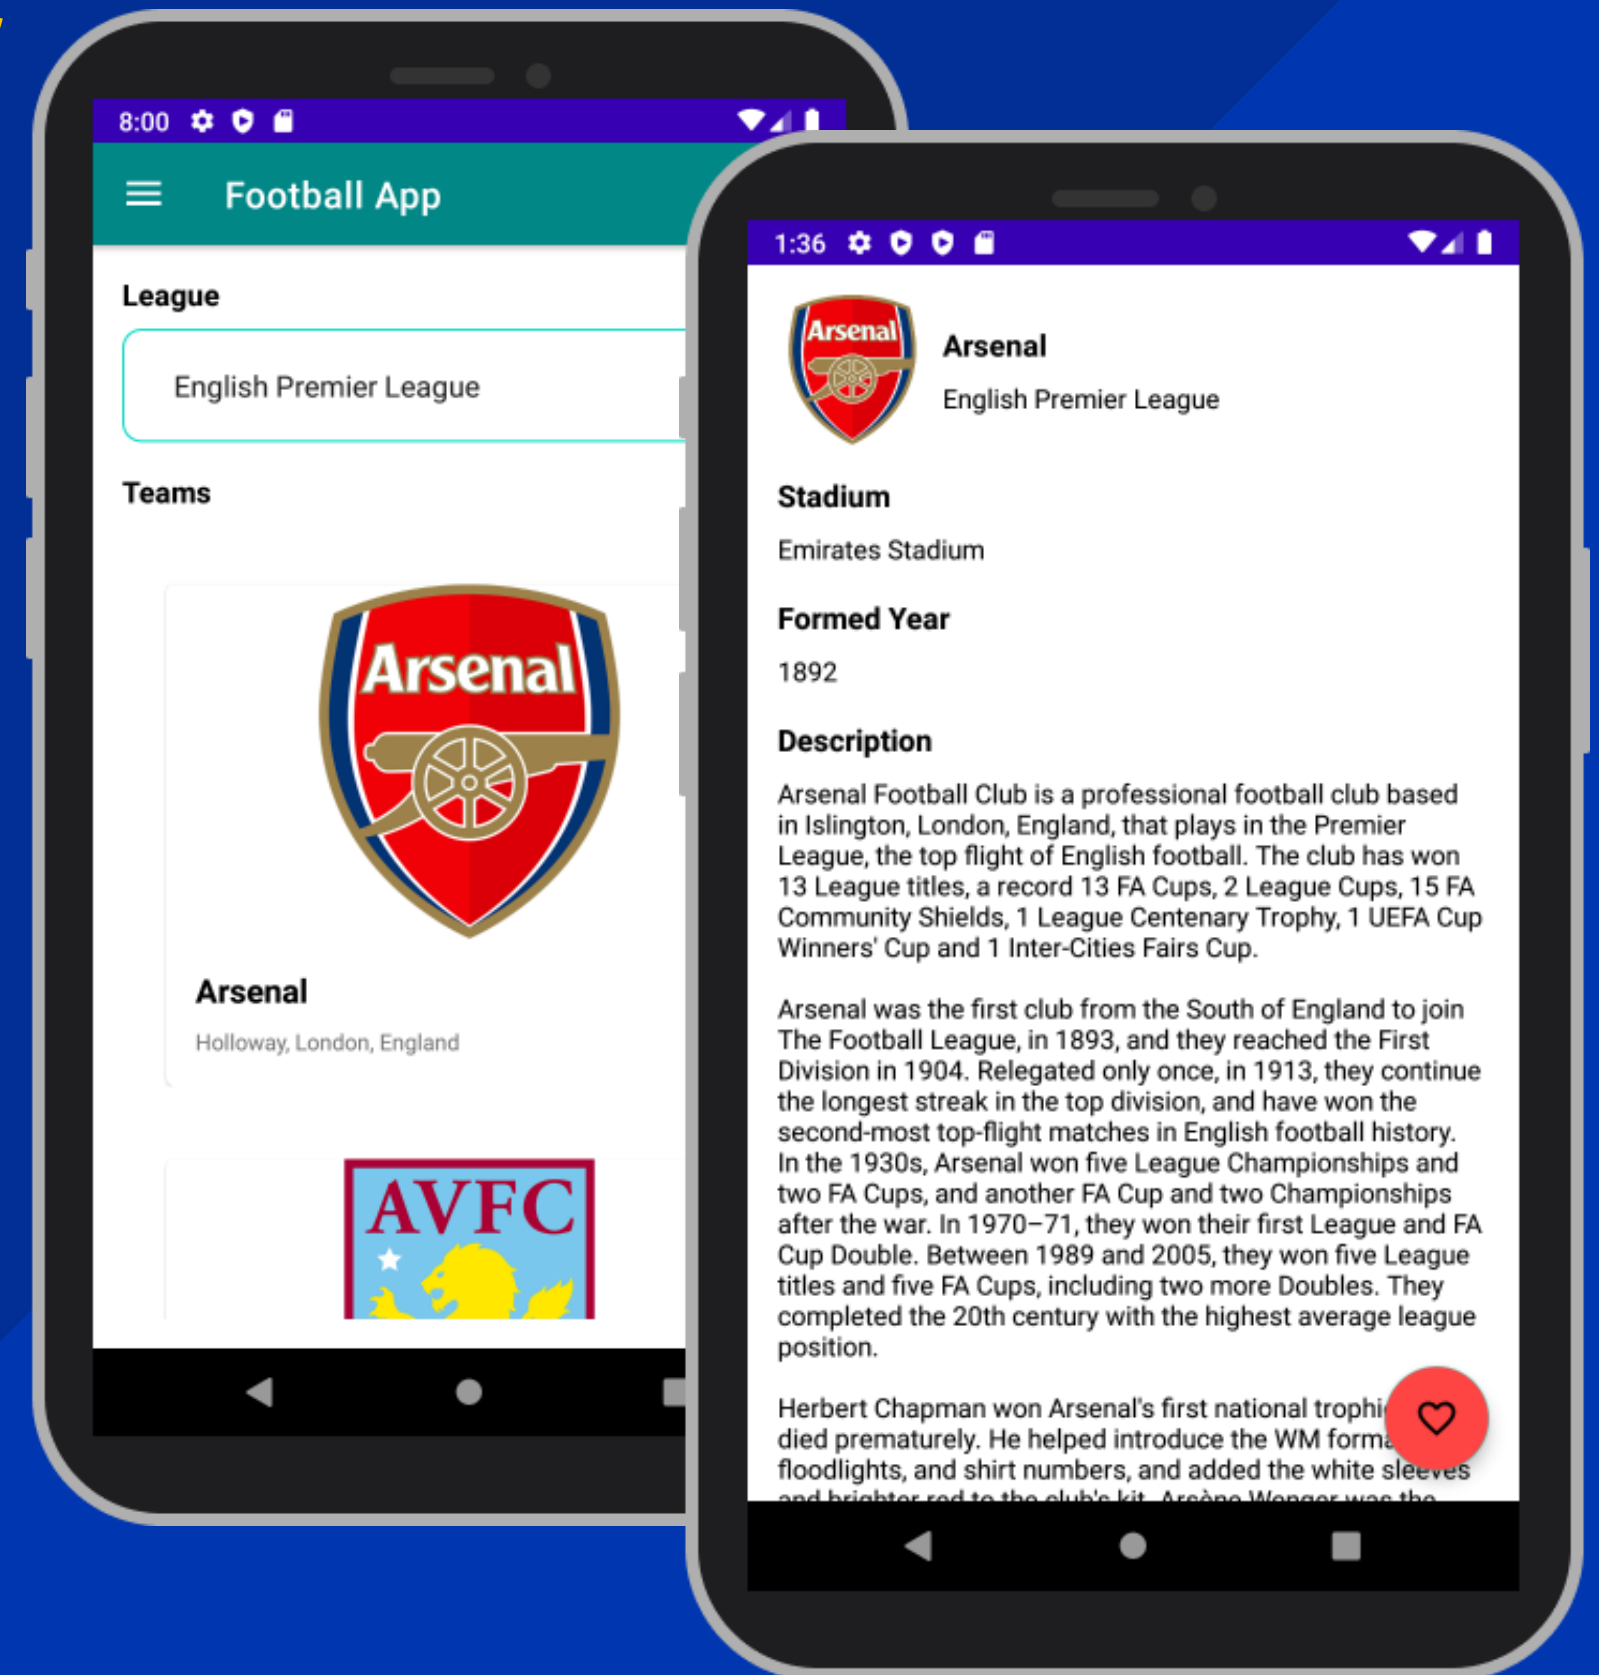 8:00
Football App
League
English Premier League
Teams
Arsenal
Arsenal
Holloway, London, England
AVFC
1:36
Arsenal
Arsenal
English Premier League
Stadium
Emirates Stadium
Formed Year
1892
Description
Arsenal Football Club is a professional football club based
in Islington, London, England, that plays in the Premier
League, the top flight of English football. The club has won
13 League titles, a record 13 FA Cups, 2 League Cups, 15 FA
Community Shields, 1 League Centenary Trophy, 1 UEFA Cup
Winners' Cup and 1 Inter-Cities Fairs Cup.
Arsenal was the first club from the South of England to join
The Football League, in 1893, and they reached the First
Division in 1904. Relegated only once, in 1913, they continue
the longest streak in the top division, and have won the
second-most top-flight matches in English football history.
In the 1930s, Arsenal won five League Championships and
two FA Cups, and another FA Cup and two Championships
after the war. In 1970–71, they won their first League and FA
Cup Double. Between 1989 and 2005, they won five League
titles and five FA Cups, including two more Doubles. They
completed the 20th century with the highest average league
position.
Herbert Chapman won Arsenal's first national
died prematurely. He helped introduce the WM
floodlights, and shirt numbers, and added the white sleeves
and brighter red to the club's kit. Arsène Wenger was the